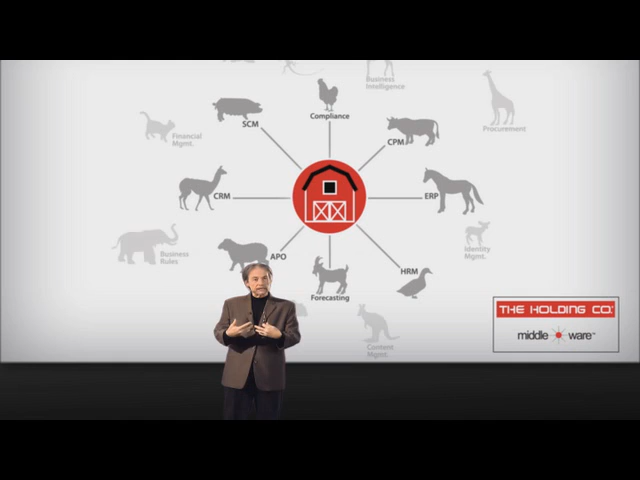 Business
Intelligence
Procurement
SCM
Compliance
CPM
Financial
Mgmt.
CRM
ERP
Business
Rules
APO
Identity
Mgmt.
Forecasting
HRM
Content
Mgmt.
THE HOLDING CO.
middle ware™